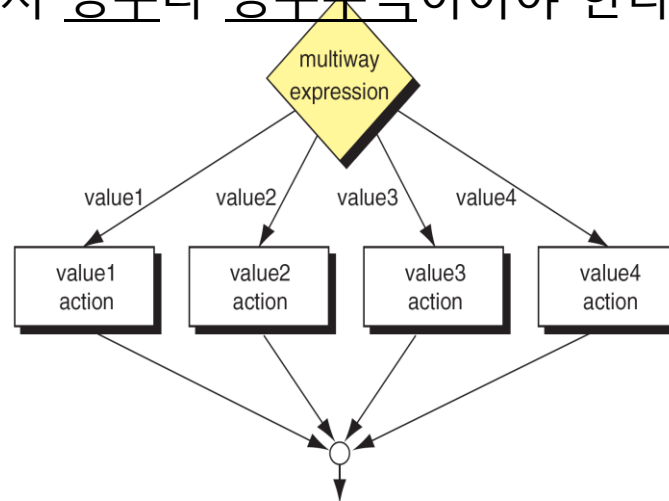 multiway
expression
value1 value2 value3 value4
value1
action
value2
action
value3
action
value4
action